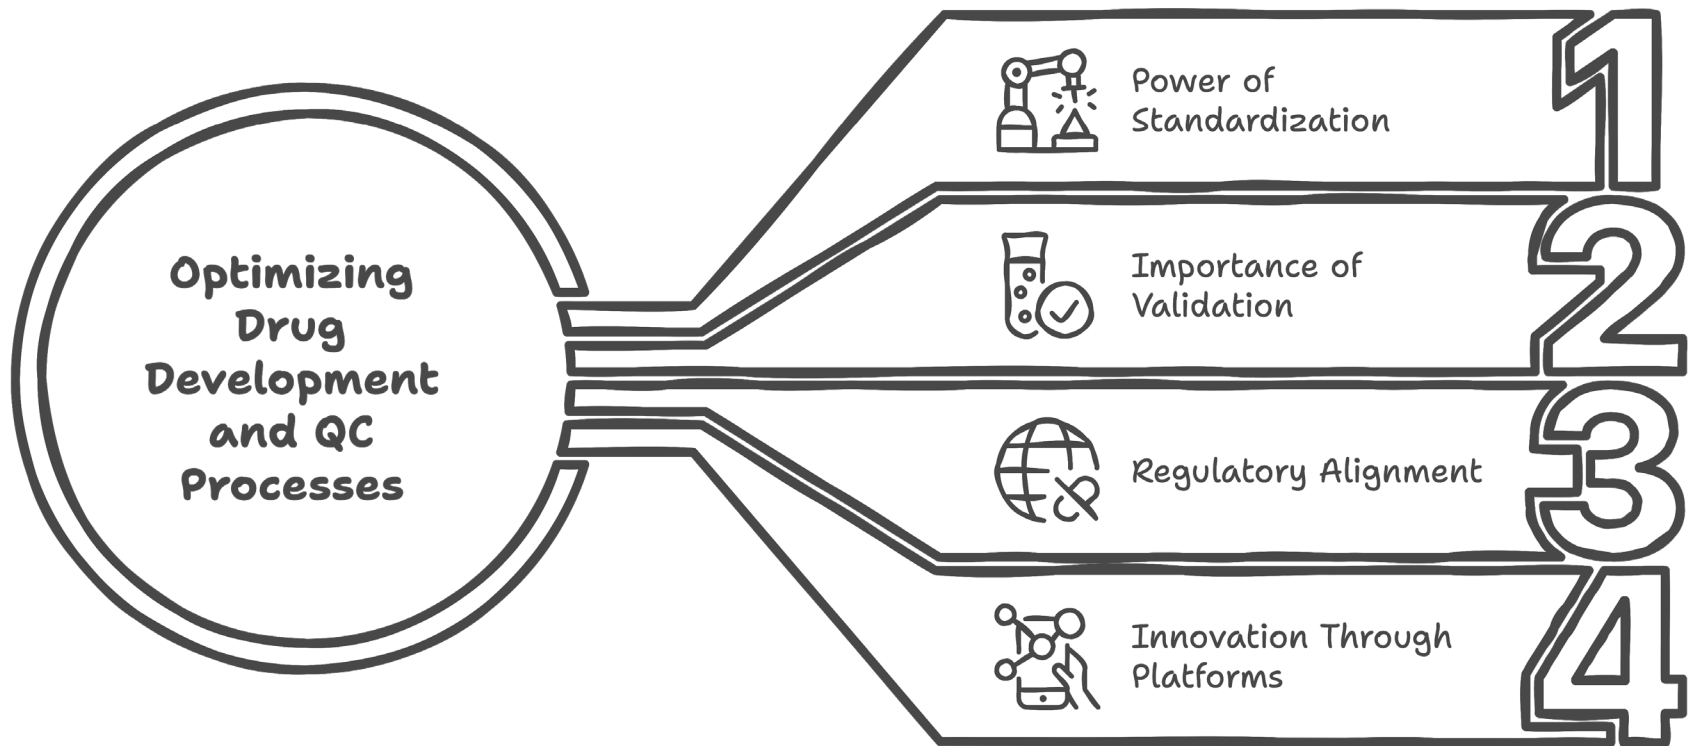 Optimizing
Drug
Development
and QC
Processes
Power of
Standardization
1
Importance of
Validation
2
Regulatory Alignment
3
Innovation Through
Platforms
4